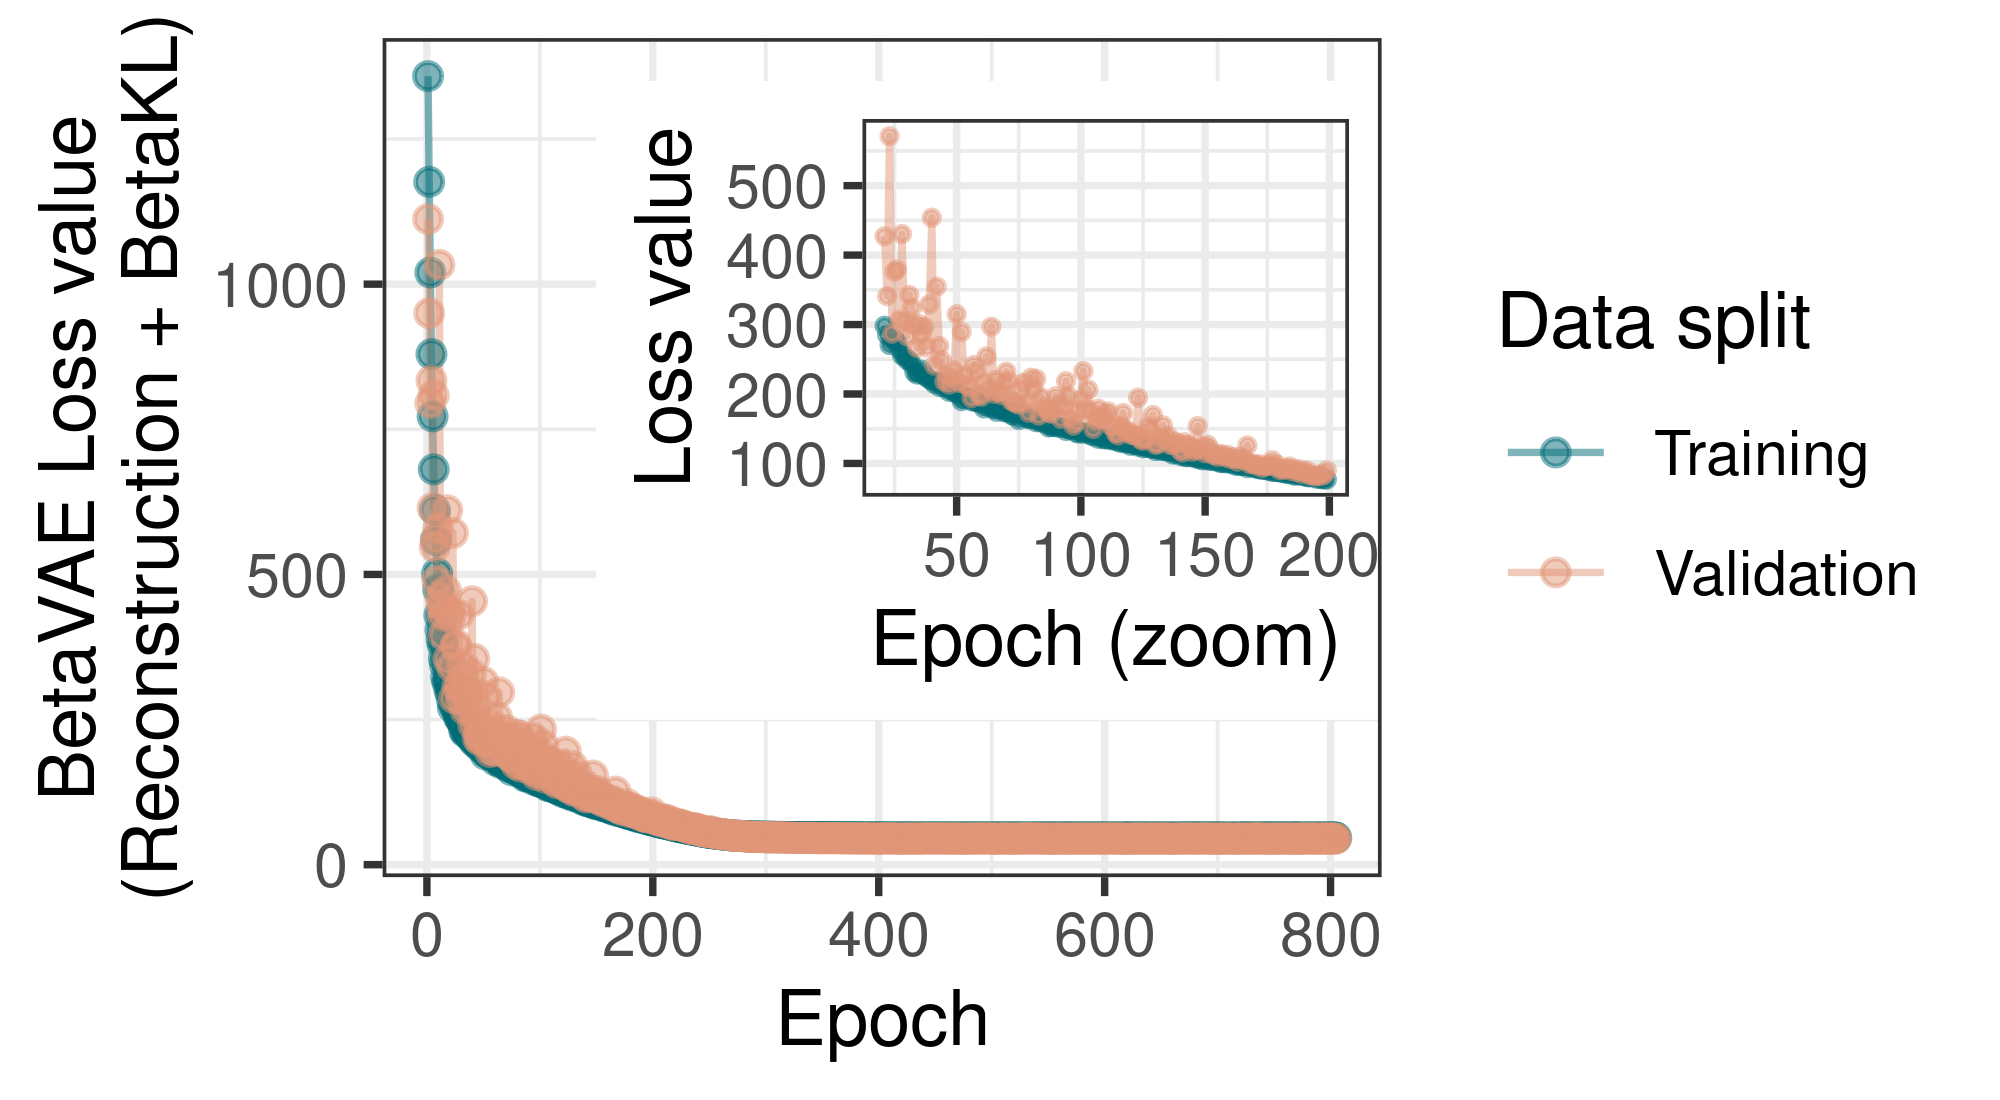 BetaVAE Loss value
(Reconstruction + BetaKL)
1000
500
0
0 200 400 600 800
Epoch
Loss value
500
400
300
200
100
50 100 150 200
Epoch (zoom)
Data split
Training
Validation